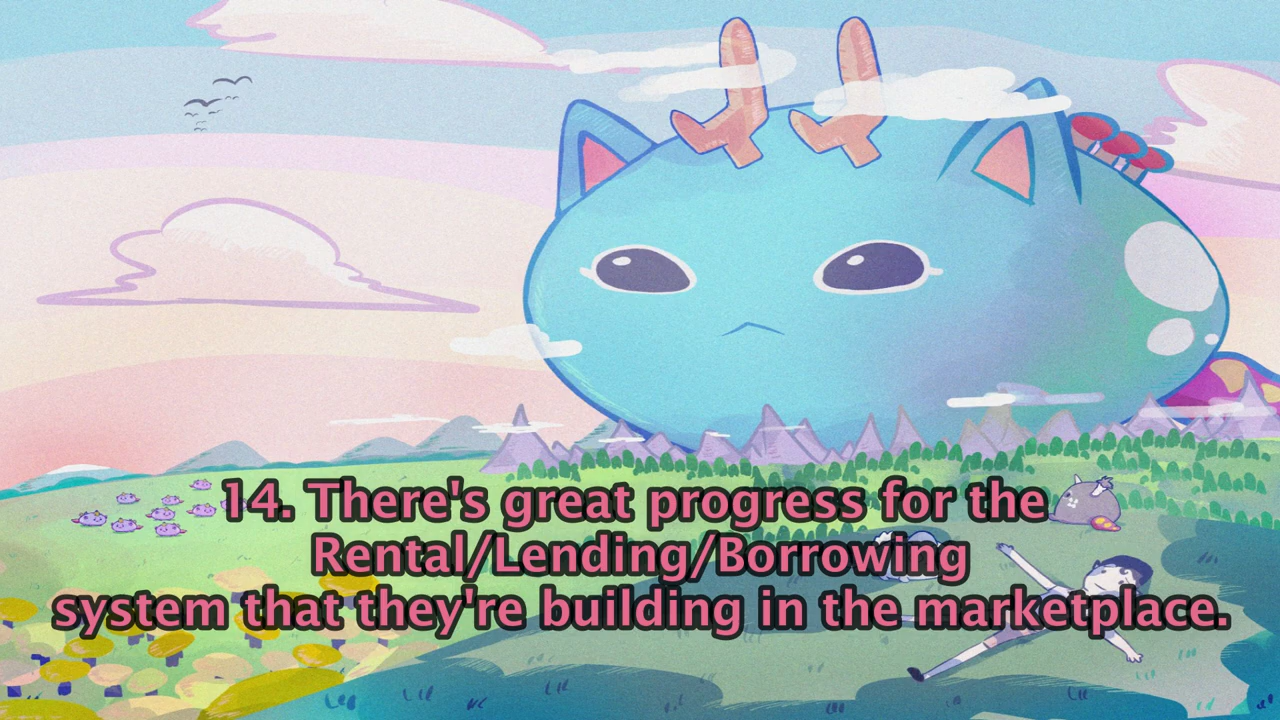 14. There's great progress for the
Rental/Lending/Borrowing
system that they're building in the marketplace.